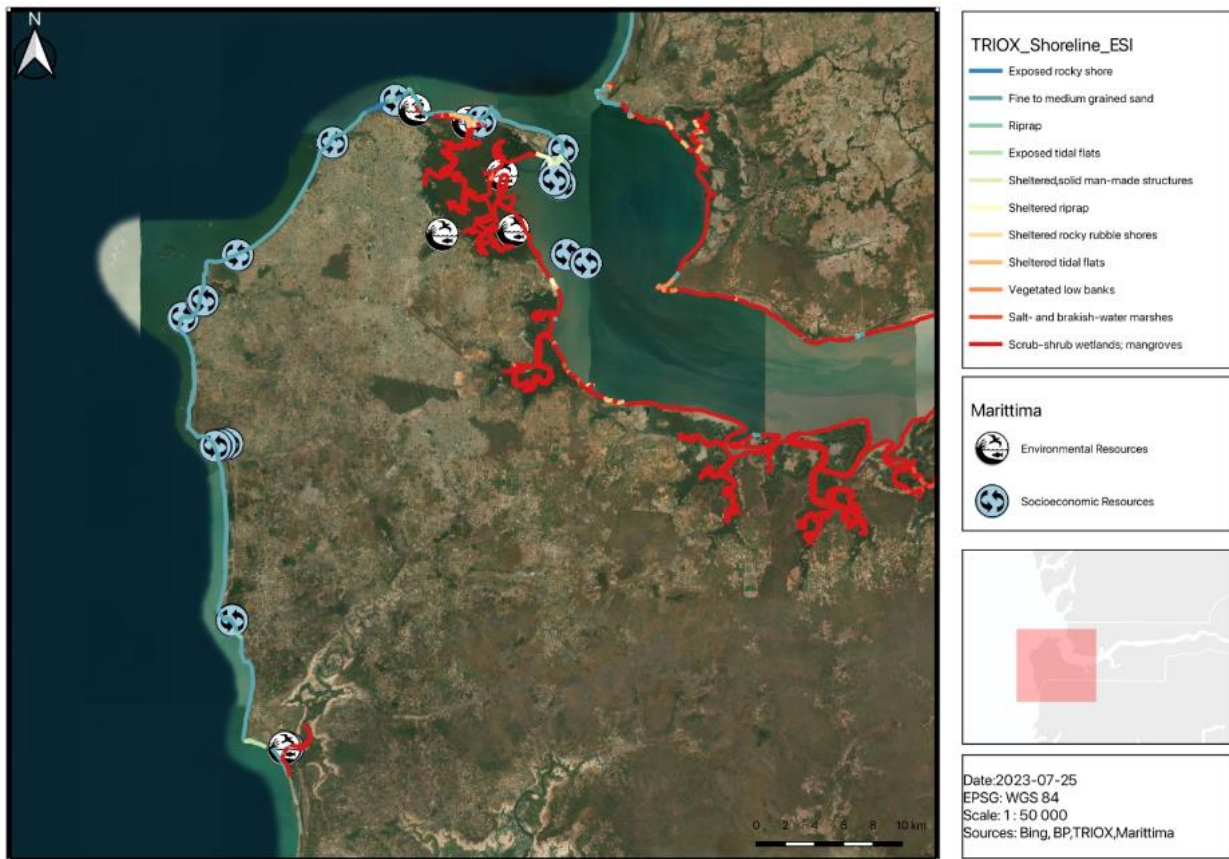 N
TRIOX_Shoreline_ESI
Exposed rocky shore
Fine to medium grained sand
Riprap
Exposed tidal flats
Sheltered,solid man-made structures
Sheltered riprap
Sheltered rocky rubble shores
Sheltered tidal flats
Vegetated low banks
Salt- and brakish-water marshes
Scrub-shrub wetlands; mangroves
Marittima
Environmental Resources
Socioeconomic Resources
0 2 4 6 8 10 km
Date:2023-07-25
EPSG: WGS 84
Scale: 1 : 50 000
Sources: Bing, BP,TRIOX,Marittima